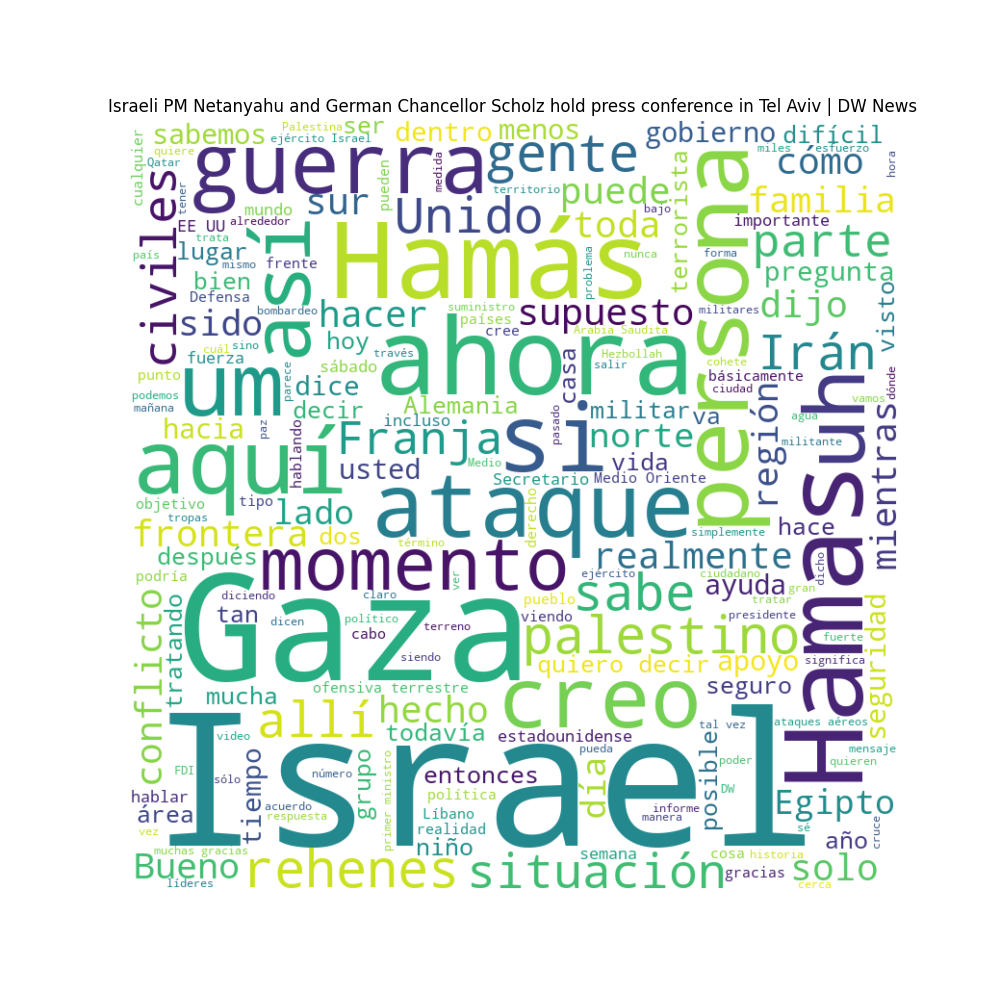 Israeli PM Netanyahu and German Chancellor Scholz hold press conference in Tel Aviv | DW News
cualquier
sabemos
Palestina
ser
ejército Israel
dentro
menos
gobierno
difícil
quiere
Qatar
tener
guerra
medida
pueden
gente
territorio
puede
bajo
terrorista
persona
miles
esfuerzo
cómo
hora
civiles
mundo
sur
Unido
toda
familia
importante
EE UU
alrededor
así
Hamás
problema
nunca
parte
forma
país
trata
lugar
mismo
frente
bien
pregunta
Defensa
bombardeo
suministro
países
supuesto
militares
dijo
visto
sido
hacer
ahora
cree
Arabia Saudita
Irán
cuál
sino
hoy
través
casa
Hezbollah
salir
cohete
básicamente
ciudad
dónde
fuerza
punto
sábado
parece
um
dice
podemos
mañana
decir
Alemania
incluso
si
pasado
militar
va
región
Hamasuh
vamos
agua
mientras
hacia
paz
hablando
Franja
norte
militante
aquí
usted
Medio
Secretario
vida
Medio Oriente
objetivo
tipo
lado
ataque
derecho
hace
tropas
frontera
dos
término
simplemente
después
momento
realmente
dicho
podría
ver
ejército
ciudadano
gran
conflicto
tratando
diciendo
claro
Gaza
pueblo
sabe
ayuda
tratar
tan
dicen
político
cabo
terreno
viendo
presidente
fuerte
seguridad
siendo
palestino
quiero decir
apoyo
significa
mucha
ofensiva terrestre
creo
seguro
allí
hecho
todavía
estadounidense
tal vez
ataques aéreos
Israel
video
pueda
mensaje
FDI
sólo
tiempo
número
grupo
primer ministro
entonces
día
posible
poder
quieren
hablar
área
acuerdo
respuesta
política
Líbano
realidad
informe
manera
DW
Egipto
vez
niño
sé
año
cruce
muchas gracias
Bueno
rehenes
situación
semana
cosa
historia
gracias
solo
líderes
cerca